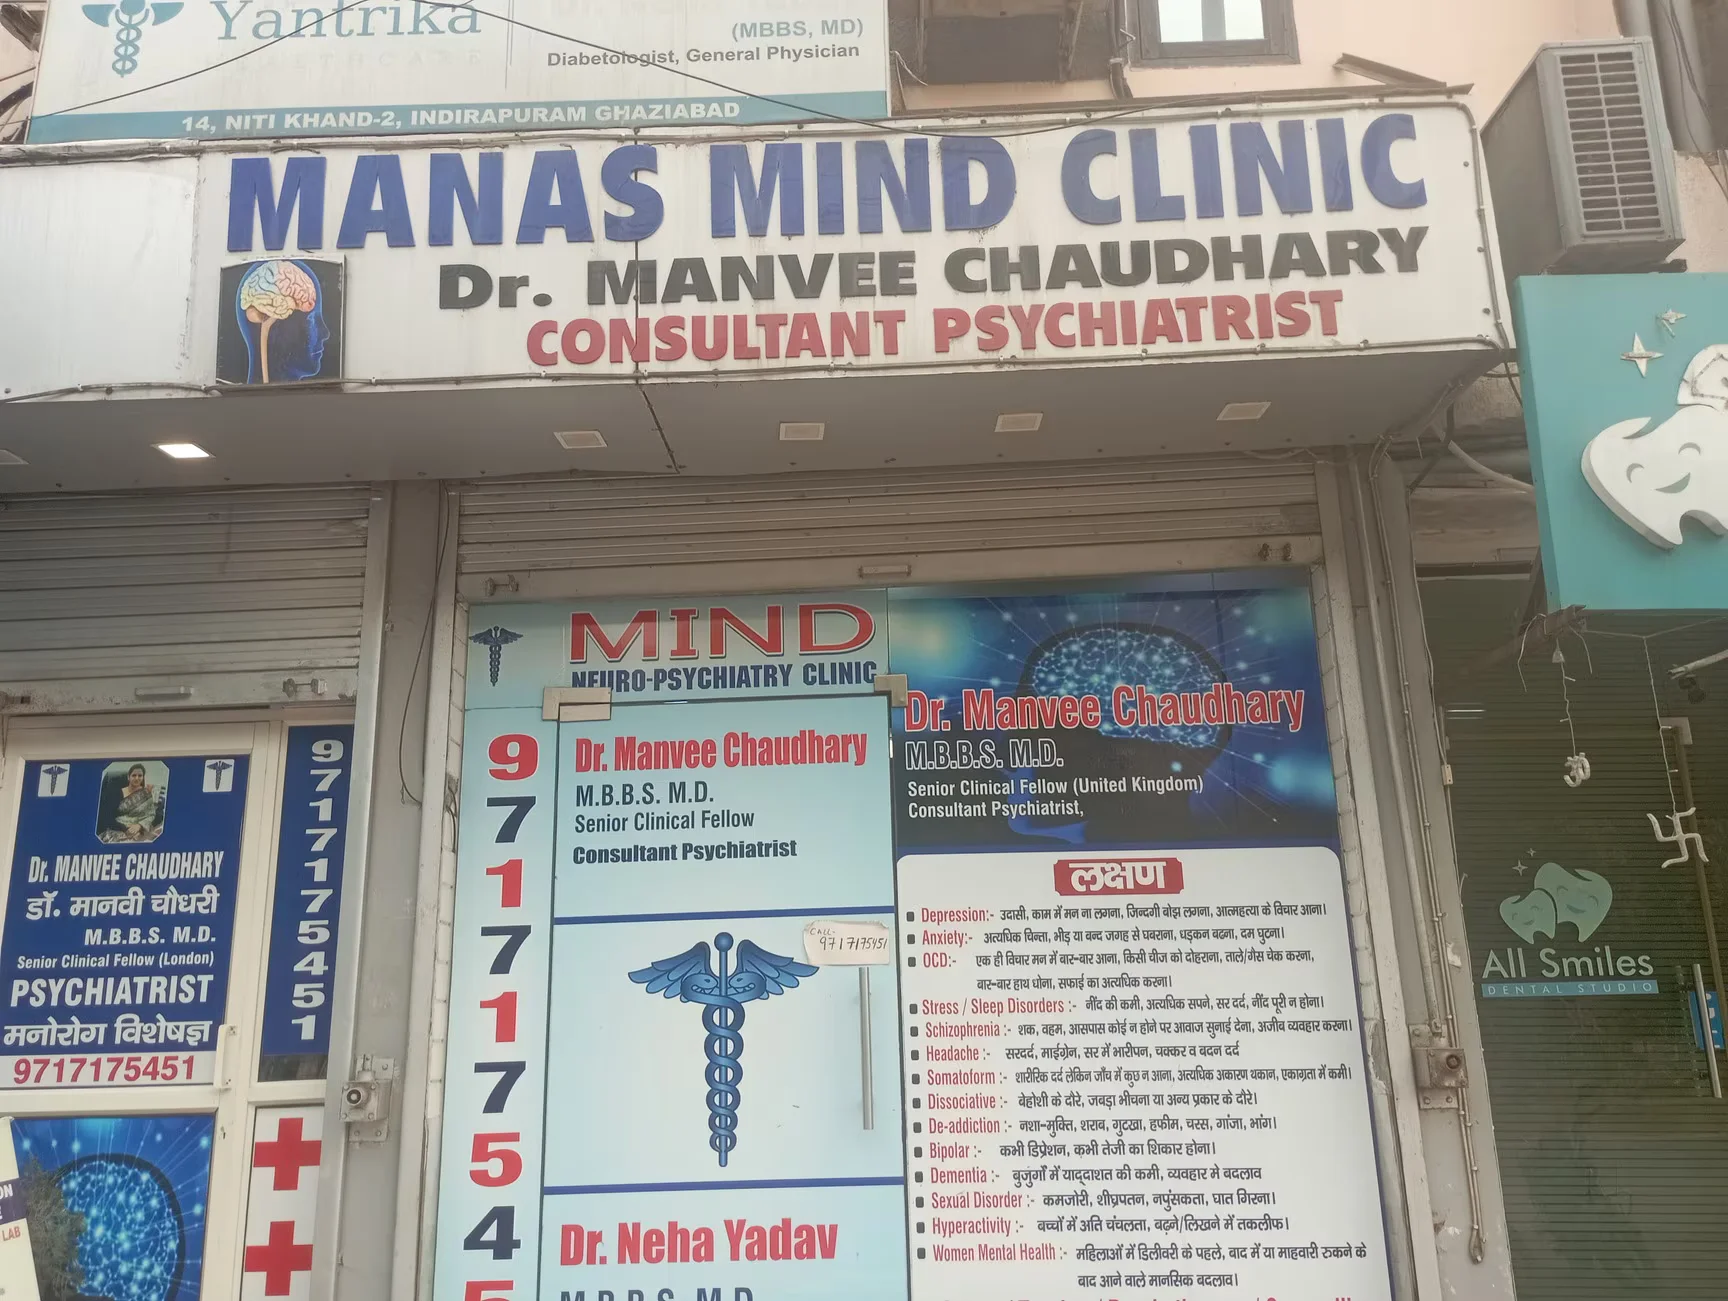 Yantrika
HEALTHCARE
(MBBS, MD)
Diabetologist, General Physician
14, NITI KHAND-2, INDIRAPURAM GHAZIABAD
MANAS MIND CLINIC
Dr. MANVEE CHAUDHARY
CONSULTANT PSYCHIATRIST
Dr. MANVEE CHAUDHARY
डॉ. मानवी चौधरी
M.B.B.S. M.D.
Senior Clinical Fellow (London)
PSYCHIATRIST
मनोरोग विशेषज्ञ
9717175451
9717175451
LAB
MIND
NEURO-PSYCHIATRY CLINIC
971717545
Dr. Manvee Chaudhary
M.B.B.S. M.D.
Senior Clinical Fellow
Consultant Psychiatrist
CALL-
9717175451
Dr. Neha Yadav
M.B.B.S. M.D.
Dr. Manvee Chaudhary
M.B.B.S. M.D.
Senior Clinical Fellow (United Kingdom)
Consultant Psychiatrist,
लक्षण
Depression:- उदासी, काम में मन ना लगना, जिन्दगी बोझ लगना, आत्महत्या के विचार आना।
Anxiety:- अत्यधिक चिन्ता, भीड़ या बन्द जगह से घबराना, धड़कन बढना, दम घुटना।
OCD:- एक ही विचार मन में बार-बार आना, किसी चीज को दोहराना, ताले/गैस चेक करना,
बार-बार हाथ धोना, सफाई का अत्यधिक करना।
Stress / Sleep Disorders :- नींद की कमी, अत्यधिक सपने, सर दर्द, नींद पूरी न होना।
Schizophrenia :- शक, वहम, आसपास कोई न होने पर आवाज सुनाई देना, अजीब व्यवहार करना।
Headache :- सरदर्द, माईग्रेन, सर में भारीपन, चक्कर व बदन दर्द
Somatoform :- शारीरिक दर्द लेकिन जाँच में कुछ न आना, अत्यधिक अकारण थकान, एकाग्रता में कमी।
Dissociative :- बेहोशी के दौरे, जबड़ा भीचना या अन्य प्रकार के दौरे।
De-addiction :- नशा-मुक्ति, शराब, गुटखा, हफीम, चरस, गांजा, भांग।
Bipolar :- कभी डिप्रेशन, कभी तेजी का शिकार होना।
Dementia :- बुजुर्गों में याद्दाशत की कमी, व्यवहार मे बदलाव
Sexual Disorder :- कमजोरी, शीघ्रपतन, नपुंसकता, घात गिरना।
Hyperactivity :- बच्चों में अति चंचलता, बढ़ने/लिखने में तकलीफ।
Women Mental Health :- महिलाओं में डिलीवरी के पहले, बाद में या माहवारी रुकने के
बाद आने वाले मानसिक बदलाव।
All Smiles
DENTAL STUDIO